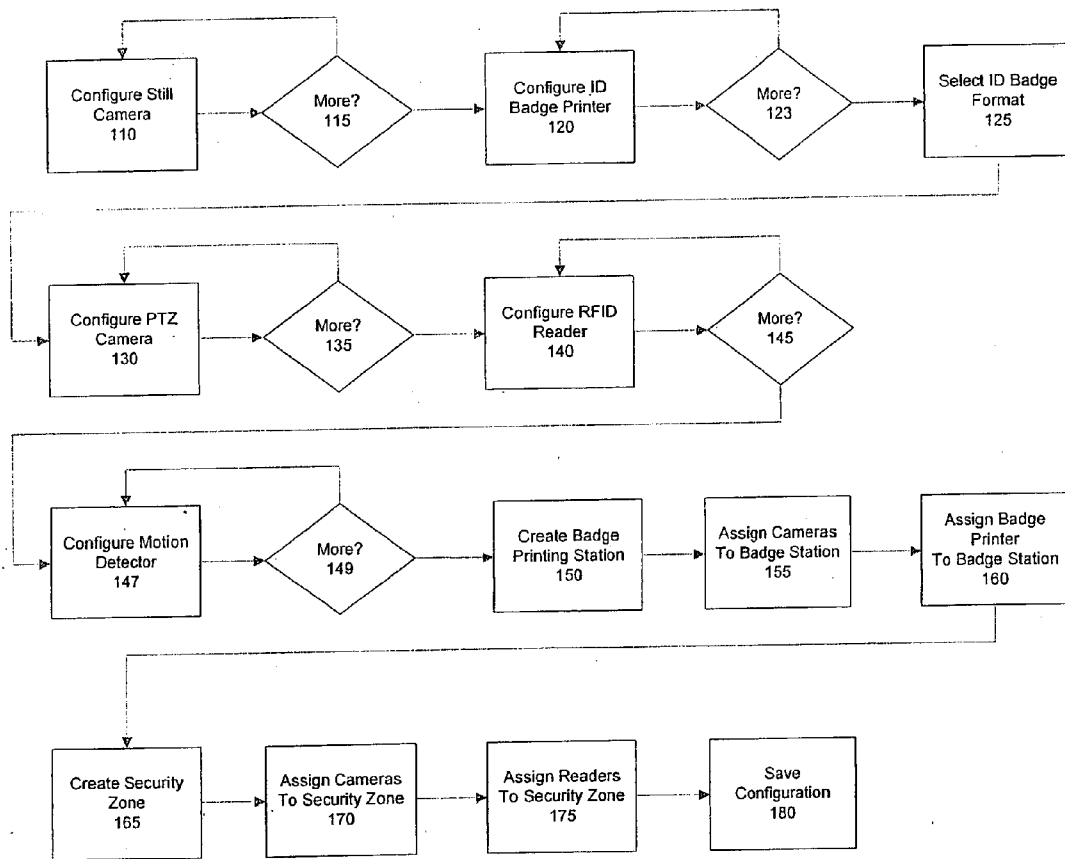 Configure Still
Camera
110
More?
115
Configure ID
Badge Printer
120
More?
123
Select ID Badge
Format
125
Configure PTZ
Camera
130
More?
135
Configure RFID
Reader
140
More?
145
Configure Motion
Detector
147
More?
149
Create Badge
Printing Station
150
Assign Cameras
To Badge Station
155
Assign Badge
Printer
To Badge Station
160
Create Security
Zone
165
Assign Cameras
To Security Zone
170
Assign Readers
To Security Zone
175
Save
Configuration
180